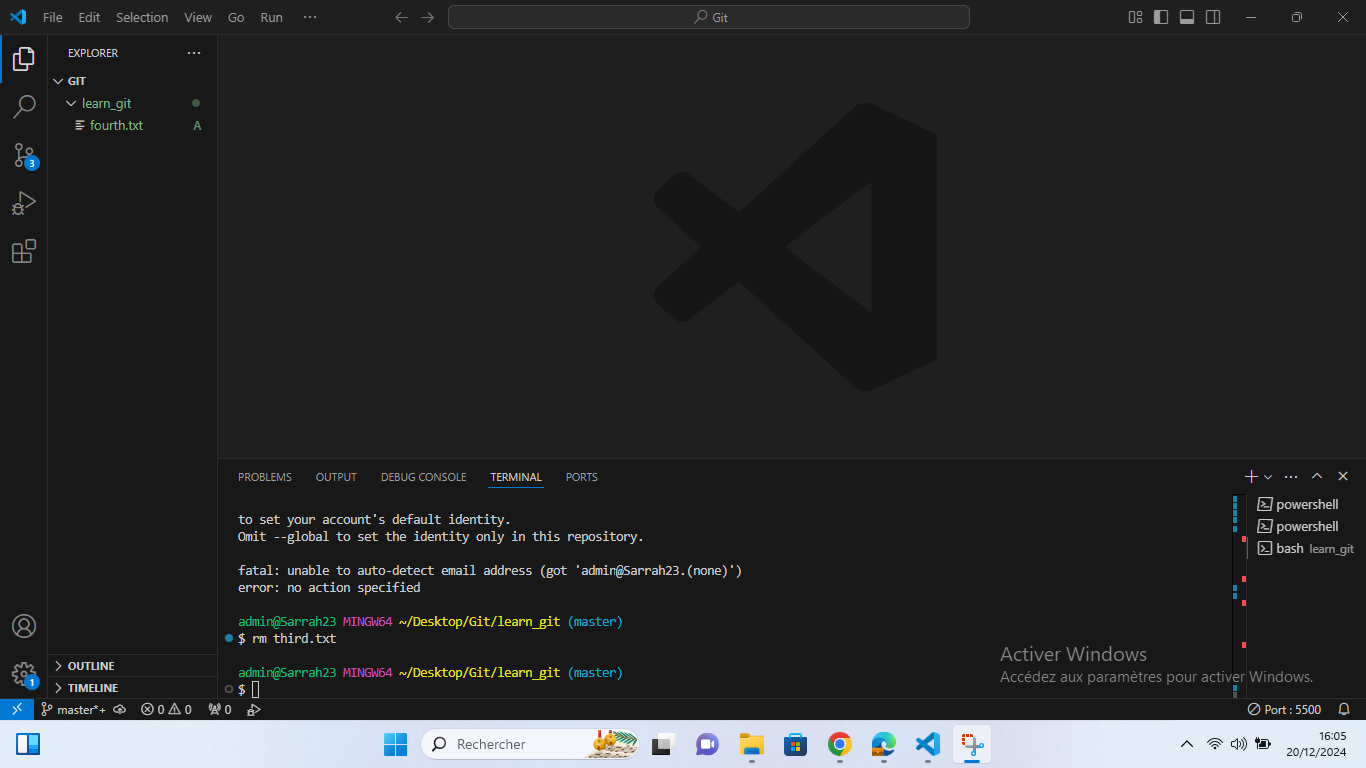 File Edit Selection View Go Run ···
Git
EXPLORER ···
GIT
learn_git
fourth.txt A
3
1
OUTLINE
TIMELINE
PROBLEMS OUTPUT DEBUG CONSOLE TERMINAL PORTS
to set your account's default identity.
Omit --global to set the identity only in this repository.
fatal: unable to auto-detect email address (got 'admin@Sarrah23.(none)')
error: no action specified
admin@Sarrah23 MINGW64 ~/Desktop/Git/learn_git (master)
$ rm third.txt
admin@Sarrah23 MINGW64 ~/Desktop/Git/learn_git (master)
$
powershell
powershell
bash learn_git
Activer Windows
Accédez aux paramètres pour activer Windows.
master*+ 0 0 0 Port : 5500
Rechercher
16:05
20/12/2024